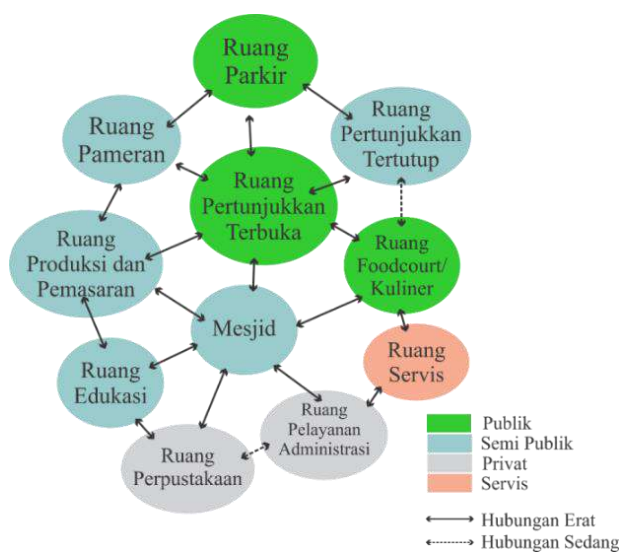 Ruang
Parkir
Ruang
Pameran
Ruang
Pertunjukkan
Tertutup
Ruang
Pertunjukkan
Terbuka
Ruang
Produksi dan
Pemasaran
Ruang
Foodcourt/
Kuliner
Mesjid
Ruang
Servis
Ruang
Edukasi
Ruang
Pelayanan
Administrasi
Ruang
Perpustakaan
Publik
Semi Publik
Privat
Servis
Hubungan Erat
Hubungan Sedang